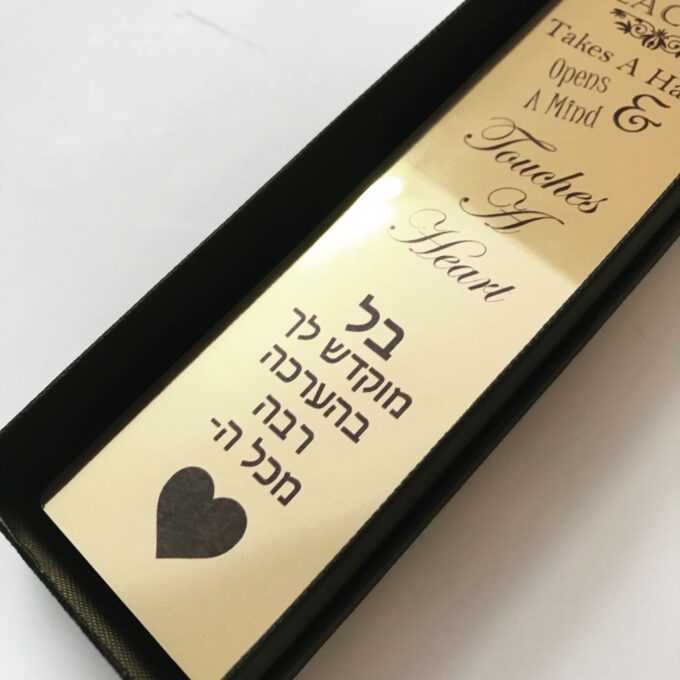 Takes A
Opens
A Mind &
Touches
A
Heart
בל
מוקדש לך
בהערכה
רבה
מכל ה-